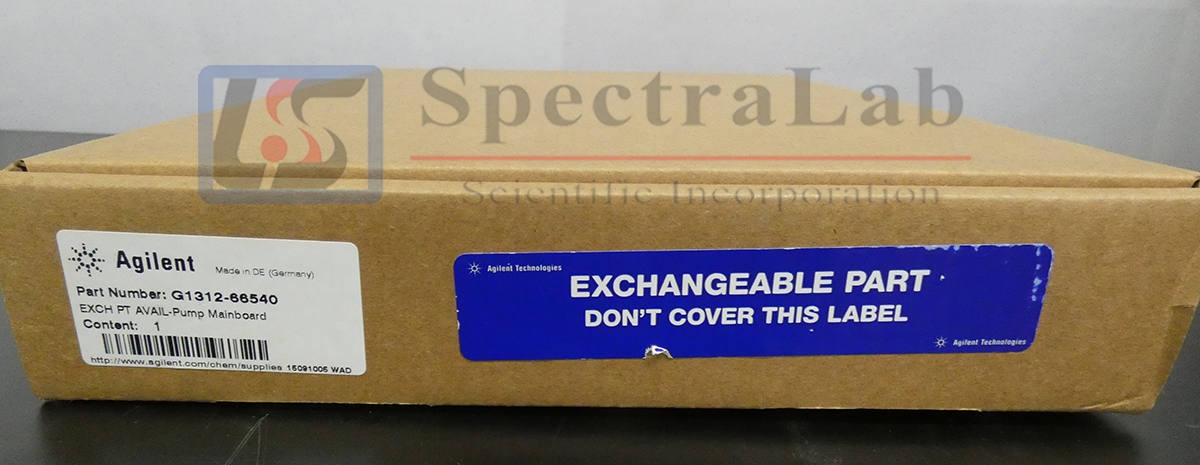 SpectraLab
Scientific Incorporation
Agilent
Made in DE (Germany)
Part Number: G1312-66540
EXCH PT AVAIL-Pump Mainboard
Content: 1
http://www.agilent.com/chem/supplies 15091005 WAD
Agilent Technologies
EXCHANGEABLE PART
DON'T COVER THIS LABEL
Agilent Technologies